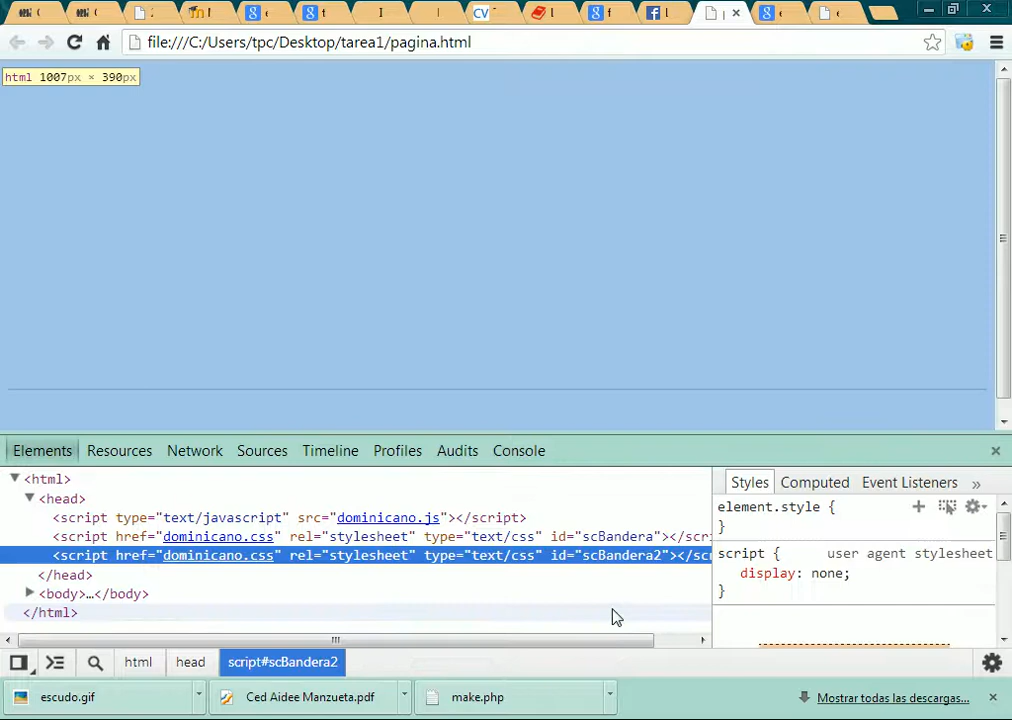 file:///C:/Users/tpc/Desktop/tarea1/pagina.html
html 1007px × 390px
Elements Resources Network Sources Timeline Profiles Audits Console
<html>
<head>
<script type="text/javascript" src="dominicano.js"></script>
<script href="dominicano.css" rel="stylesheet" type="text/css" id="scBandera"></scri
<script href="dominicano.css" rel="stylesheet" type="text/css" id="scBandera2"></scr
</head>
<body>…</body>
</html>
Styles Computed Event Listeners »
element.style {
}
script { user agent stylesheet
display: none;
}
html head script#scBandera2
escudo.gif Ced Aidee Manzueta.pdf make.php Mostrar todas las descargas...